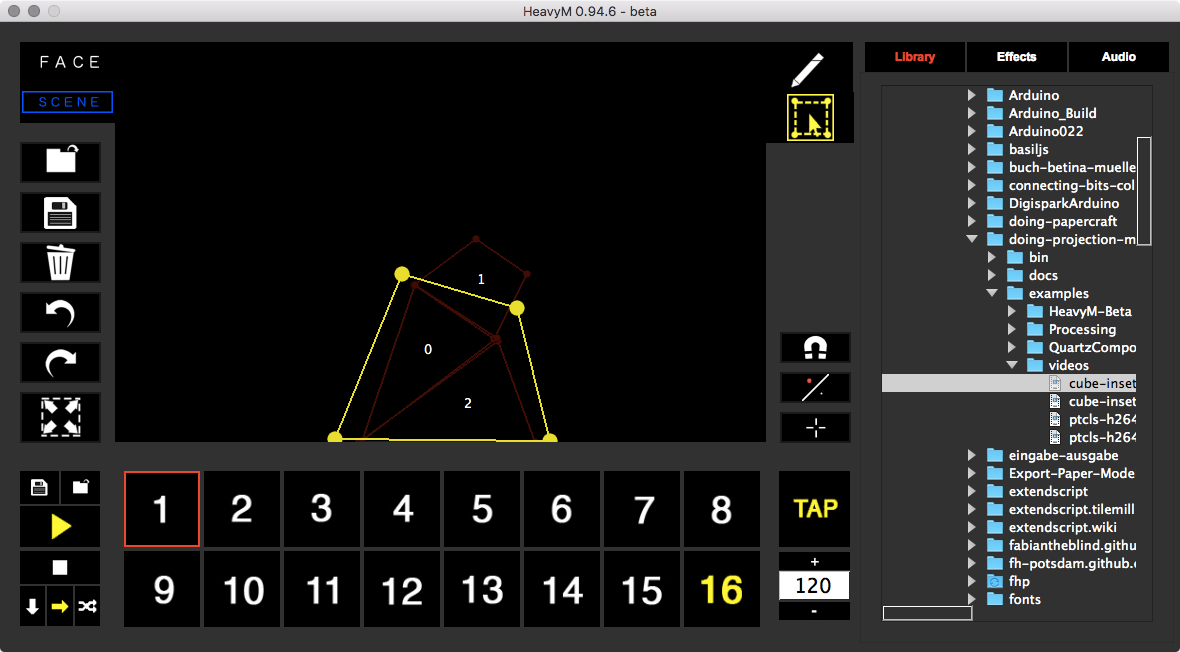 HeavyM 0.94.6 - beta
FACE
SCENE
1
0
2
1 2 3 4 5 6 7 8
9 10 11 12 13 14 15 16
TAP
+
120
-
Library Effects Audio
Arduino
Arduino_Build
Arduino022
basiljs
buch-betina-muelle
connecting-bits-col
DigisparkArduino
doing-papercraft
doing-projection-m
bin
docs
examples
HeavyM-Beta
Processing
QuartzCompo
videos
cube-inset
cube-inset
ptcls-h264
ptcls-h264
eingabe-ausgabe
Export-Paper-Mode
extendscript
extendscript.tilemill
extendscript.wiki
fabiantheblind.githu
fh-potsdam.github.c
fhp
fonts